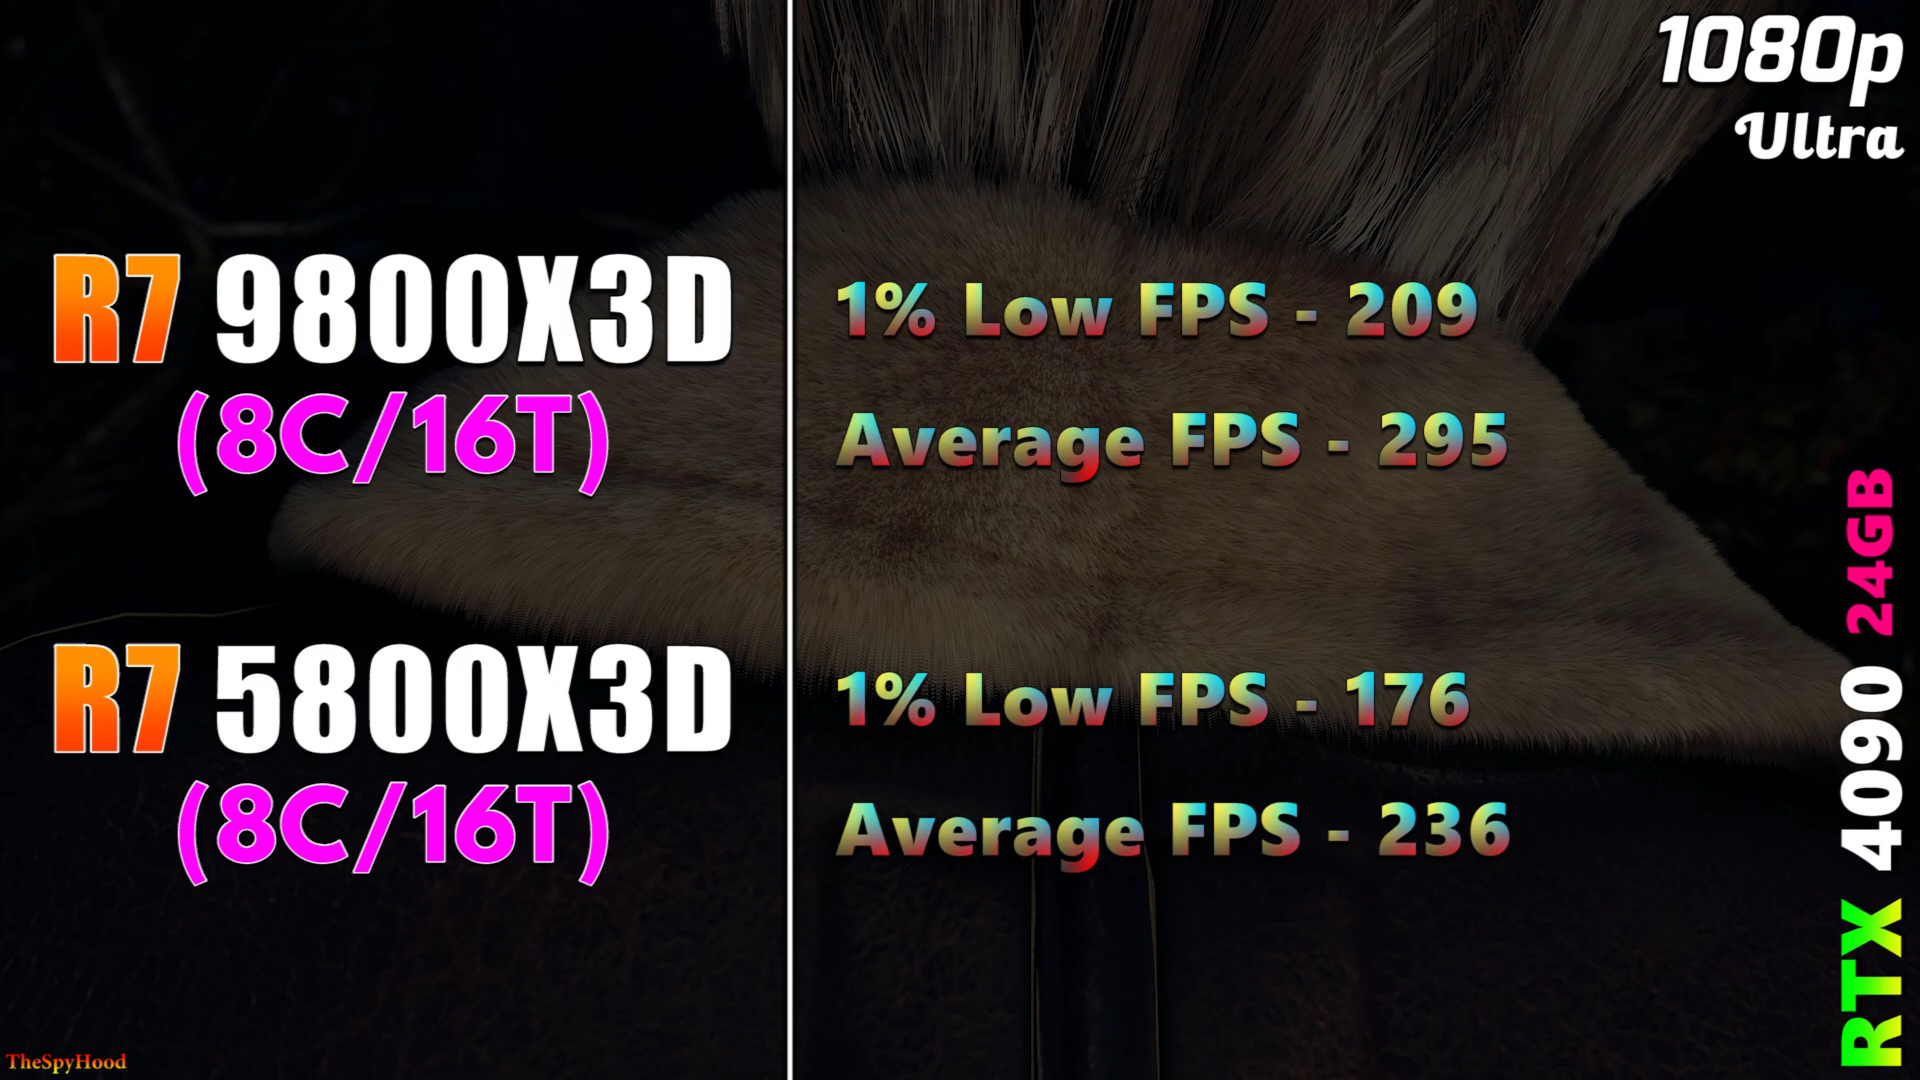 1080p
Ultra
R7 9800X3D
(8C/16T)
1% Low FPS - 209
Average FPS - 295
R7 5800X3D
(8C/16T)
1% Low FPS - 176
Average FPS - 236
RTX 4090 24GB
TheSpyHood